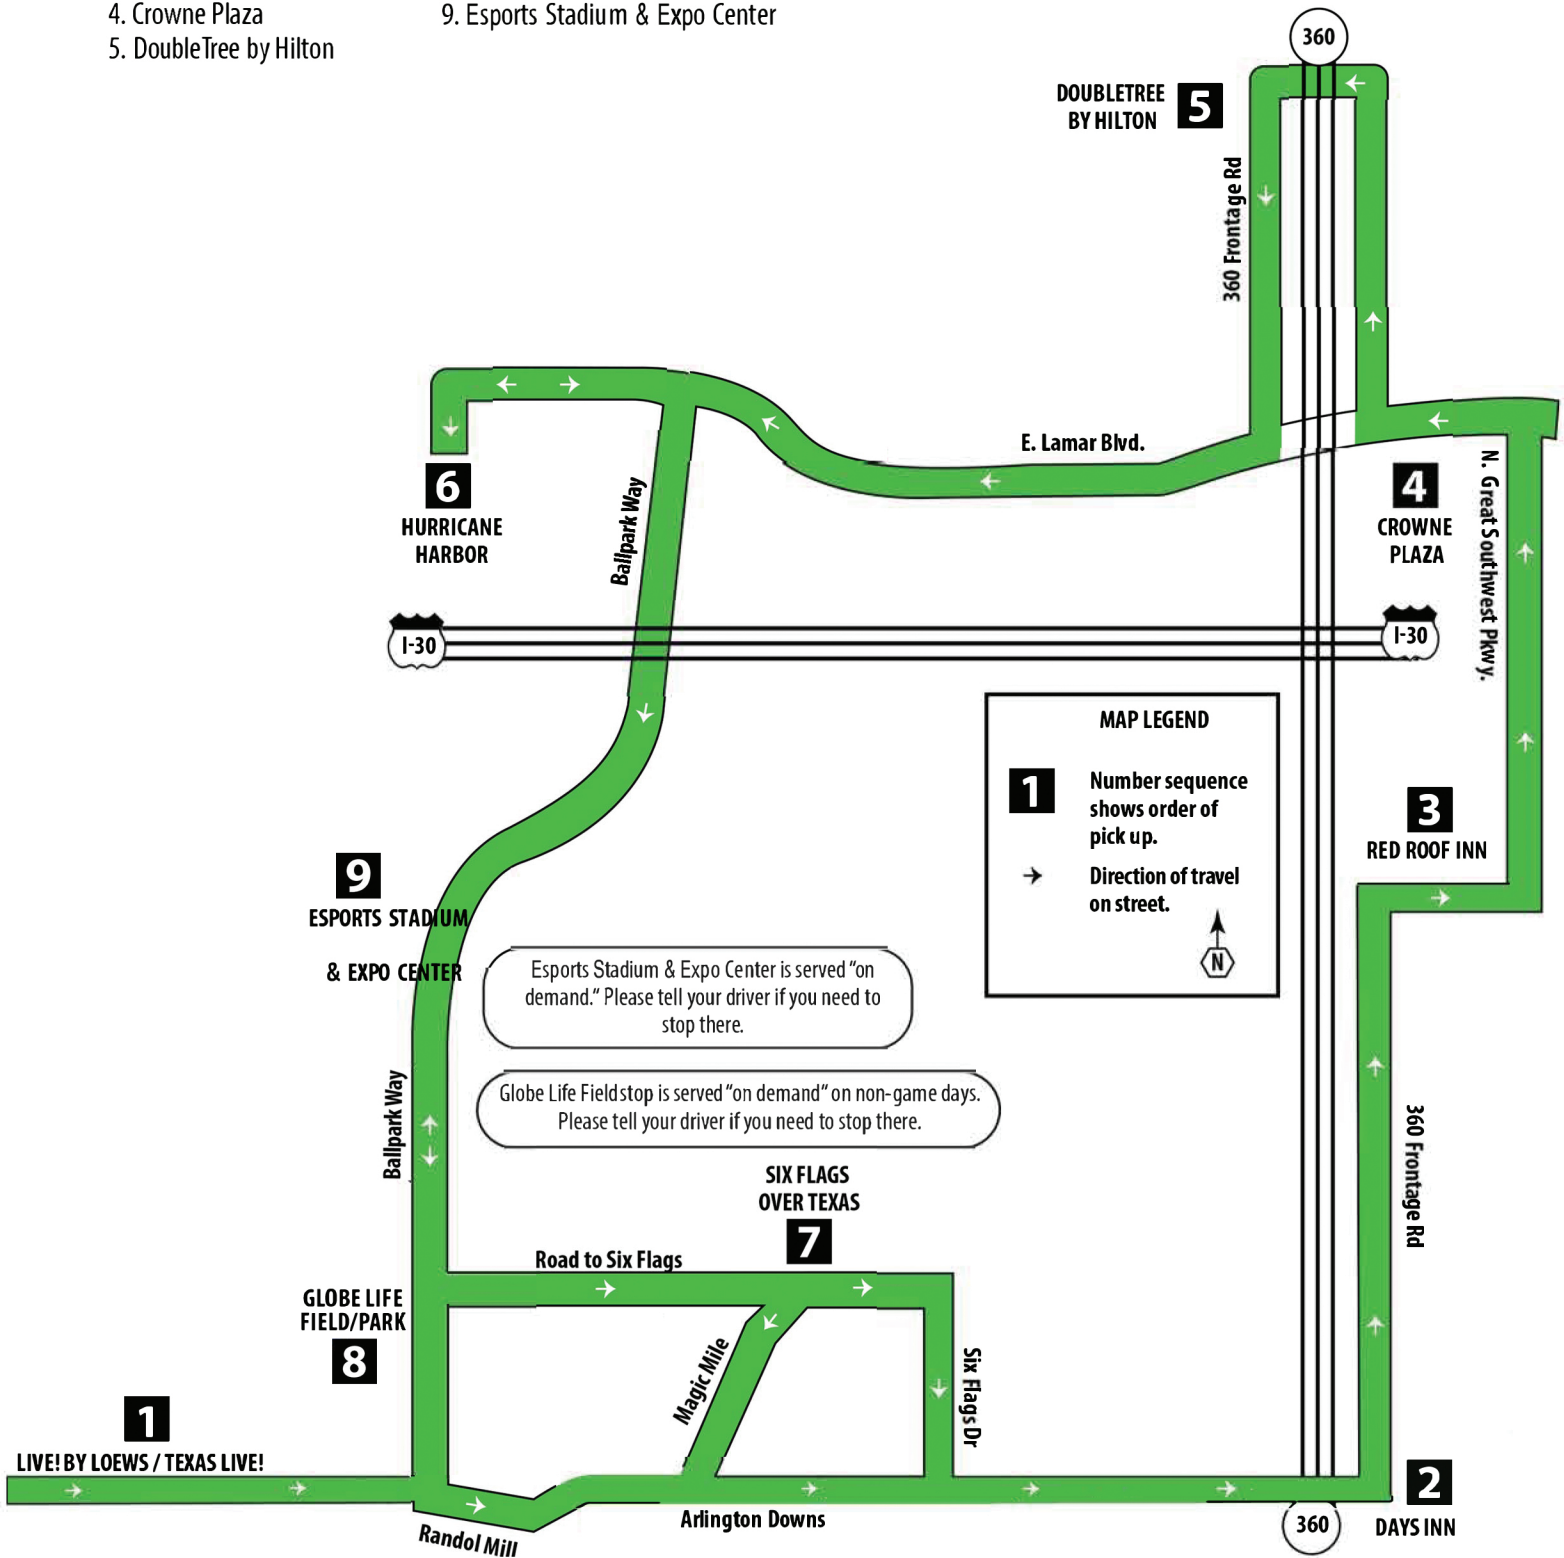 4. Crowne Plaza
5. DoubleTree by Hilton
9. Esports Stadium & Expo Center
360
DOUBLETREE
BY HILTON
5
360 Frontage Rd
E. Lamar Blvd.
6
HURRICANE
HARBOR
Ballpark Way
4
CROWNE
PLAZA
N. Great Southwest Pkwy.
I-30
I-30
MAP LEGEND
1
Number sequence
shows order of
pick up.
Direction of travel
on street.
N
3
RED ROOF INN
9
ESPORTS STADIUM
& EXPO CENTER
Esports Stadium & Expo Center is served "on
demand." Please tell your driver if you need to
stop there.
Globe Life Field stop is served "on demand" on non-game days.
Please tell your driver if you need to stop there.
Ballpark Way
360 Frontage Rd
SIX FLAGS
OVER TEXAS
7
Road to Six Flags
GLOBE LIFE
FIELD/PARK
8
Magic Mile
Six Flags Dr
1
LIVE! BY LOEWS / TEXAS LIVE!
2
DAYS INN
Randol Mill
Arlington Downs
360